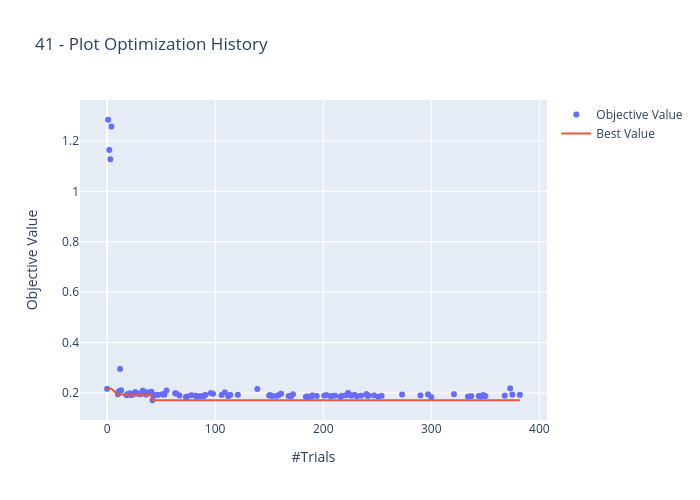 41 - Plot Optimization History
Objective Value
Best Value
1.2
1
0.8
0.6
0.4
0.2
Objective Value
0
100
200
300
400
#Trials